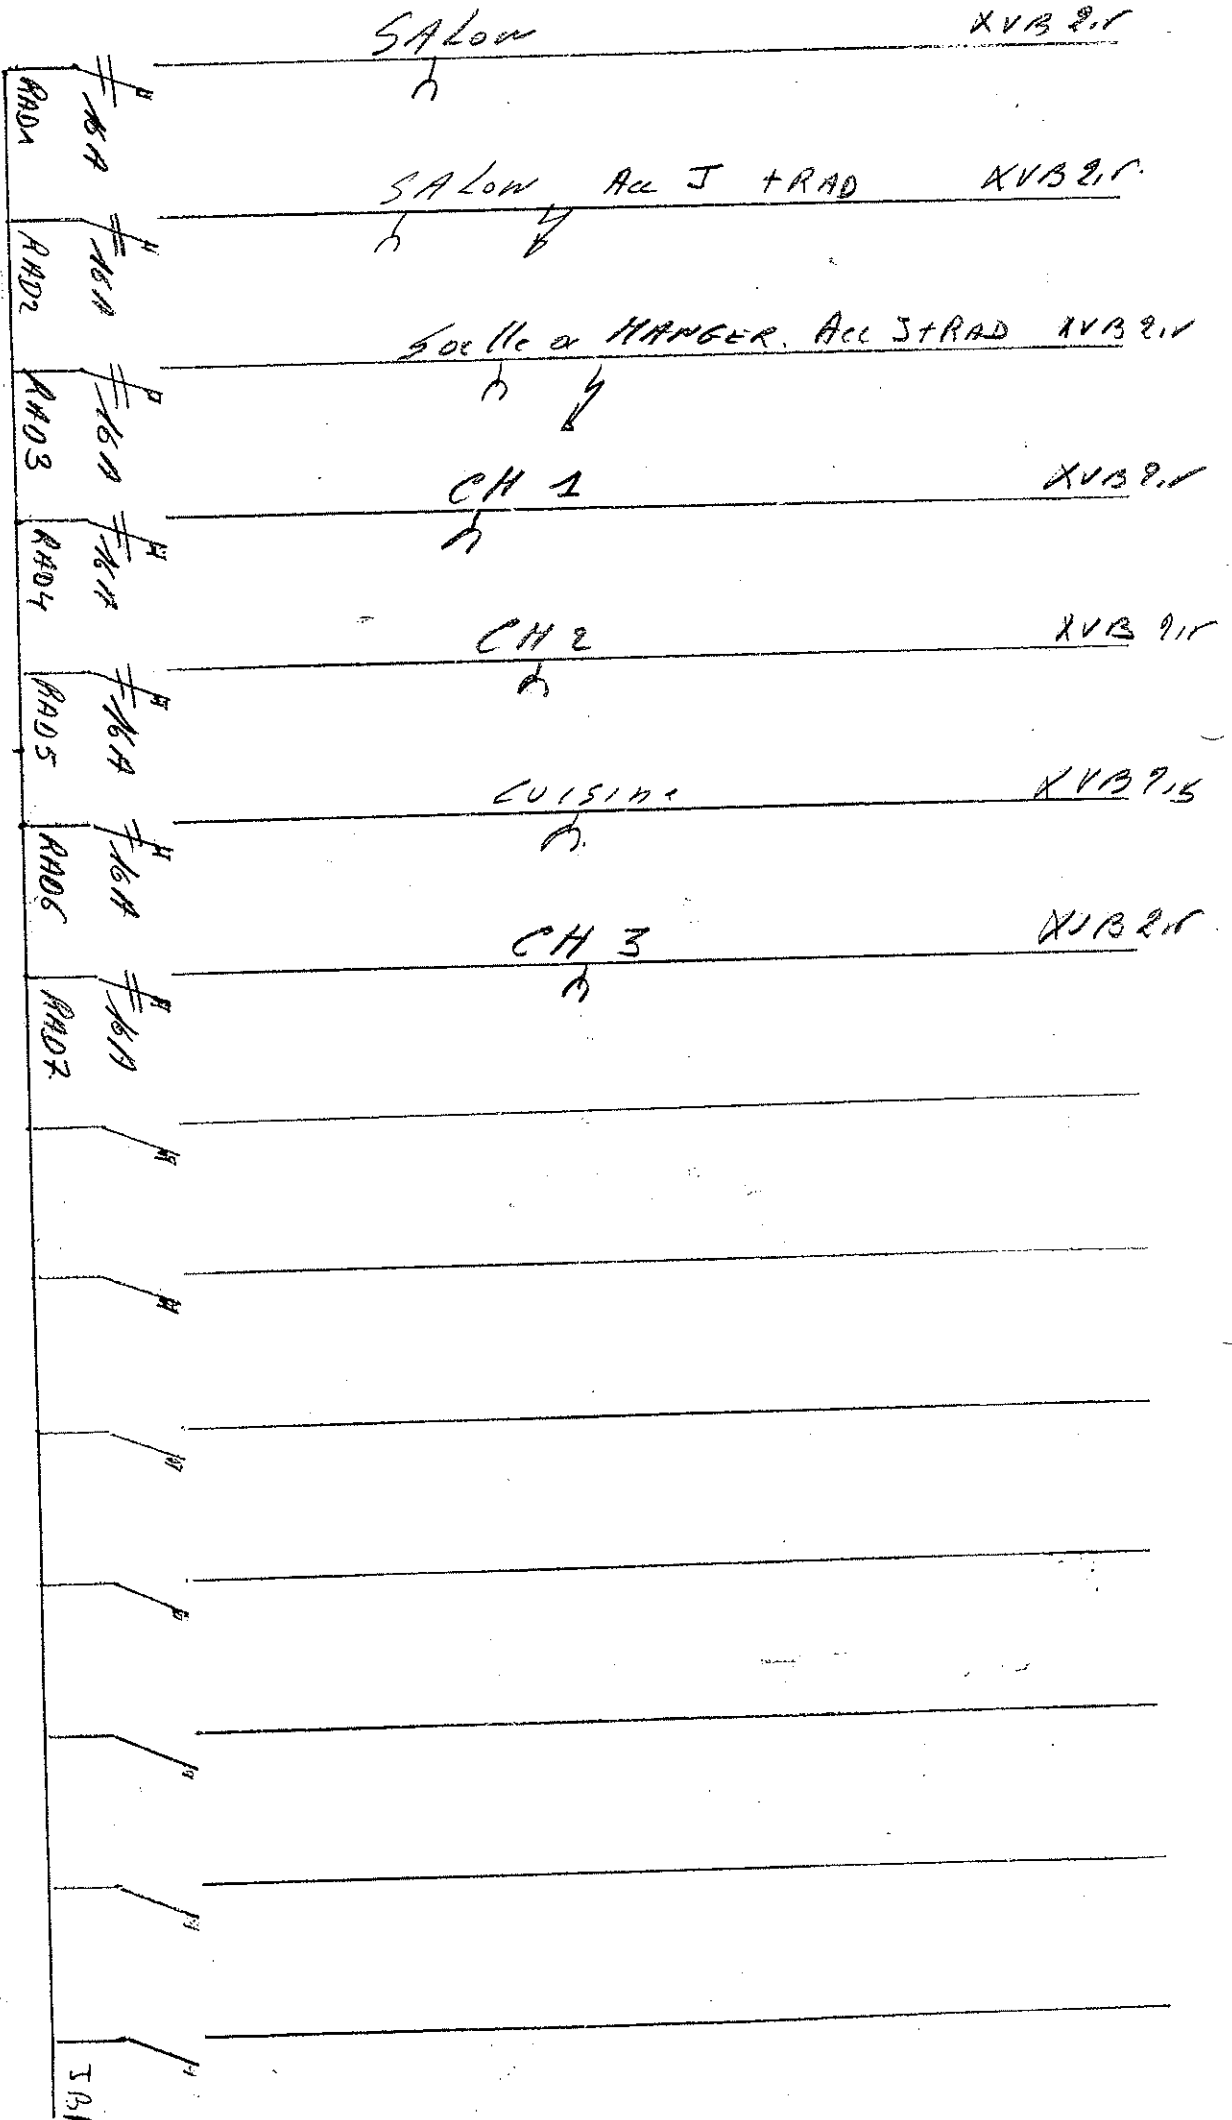 SALON XVB 2,5
RAD1 16A
SALON Acc J + RAD XVB 2,5.
RAD2 16A
Salle a MANGER. Acc J+RAD XVB 2,5
RAD3 16A
CH 1 XVB 2,5
RAD4 16A
CH 2 XVB 2,5
RAD5 16A
CUISINe XVB 2,5
RAD6 16A
CH 3 XVB 2,5
RAD7 16A